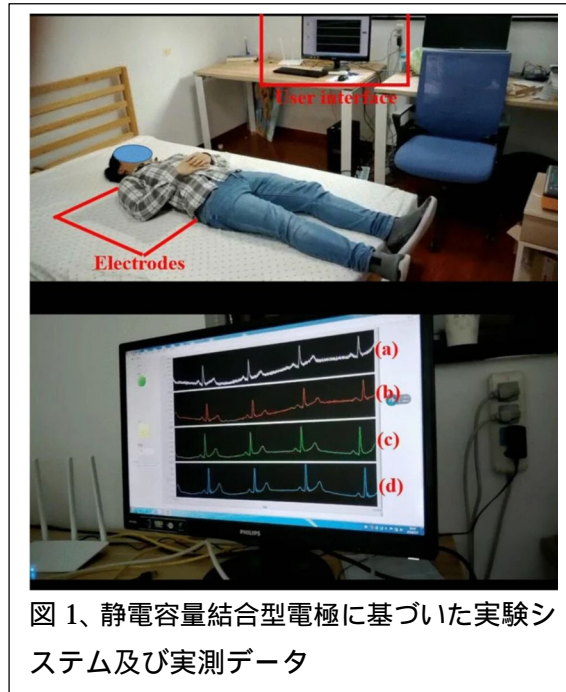 User interface
Electrodes
(a)
(b)
(c)
(d)
PHILIPS
図 1、静電容量結合型電極に基づいた実験シ
ステム及び実測データ